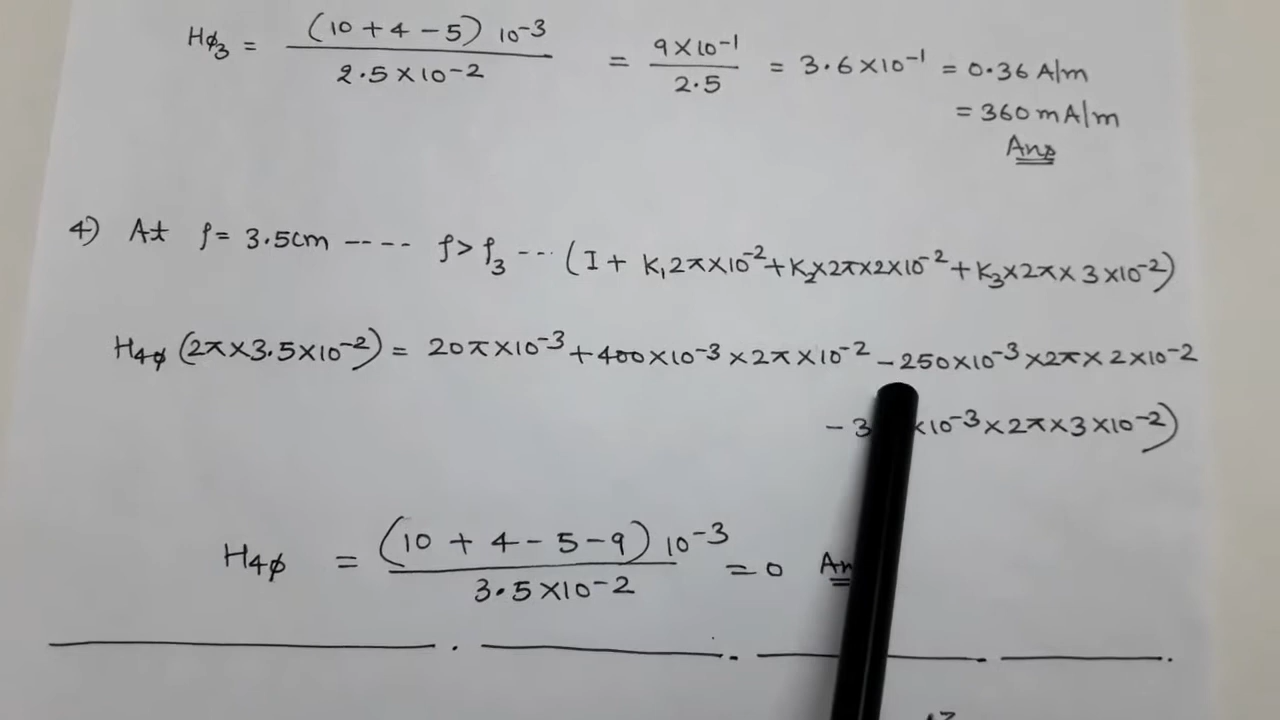 Hφ₃ = (10 + 4 − 5) 10⁻³ / 2.5 × 10⁻² = 9 × 10⁻¹ / 2.5 = 3.6 × 10⁻¹ = 0.36 A/m
= 360 mA/m
Ans
4) At ρ = 3.5cm ---- ρ > ρ₃ --- (I + K₁ 2π × 10⁻² + K₂ × 2π × 2 × 10⁻² + K₃ × 2π × 3 × 10⁻²)
H₄φ (2π × 3.5 × 10⁻²) = 20π × 10⁻³ + 400 × 10⁻³ × 2π × 10⁻² − 250 × 10⁻³ × 2π × 2 × 10⁻²
− 3 × 10⁻³ × 2π × 3 × 10⁻²)
H₄φ = (10 + 4 − 5 − 9) 10⁻³ / 3.5 × 10⁻² = 0